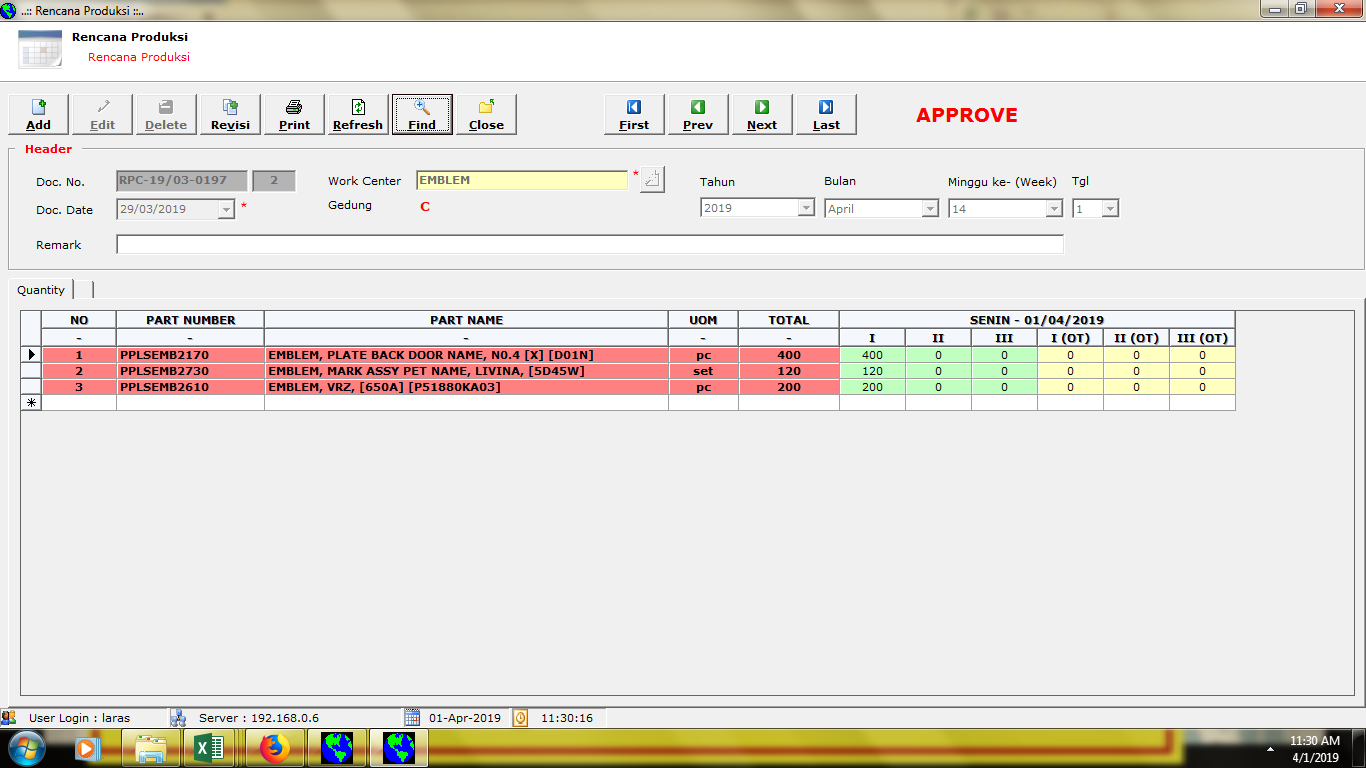 ..:: Rencana Produksi ::..
Rencana Produksi
Rencana Produksi
Add Edit Delete Revisi Print Refresh Find Close First Prev Next Last APPROVE
Header
Doc. No. RPC-19/03-0197 2 Work Center EMBLEM * Tahun Bulan Minggu ke- (Week) Tgl
Doc. Date 29/03/2019 * Gedung C 2019 April 14 1
Remark
Quantity
NO PART NUMBER PART NAME UOM TOTAL SENIN - 01/04/2019
- - - - - I II III I (OT) II (OT) III (OT)
1 PPLSEMB2170 EMBLEM, PLATE BACK DOOR NAME, N0.4 [X] [D01N] pc 400 400 0 0 0 0 0
2 PPLSEMB2730 EMBLEM, MARK ASSY PET NAME, LIVINA, [5D45W] set 120 120 0 0 0 0 0
3 PPLSEMB2610 EMBLEM, VRZ, [650A] [P51880KA03] pc 200 200 0 0 0 0 0
User Login : laras Server : 192.168.0.6 01-Apr-2019 11:30:16
11:30 AM
4/1/2019